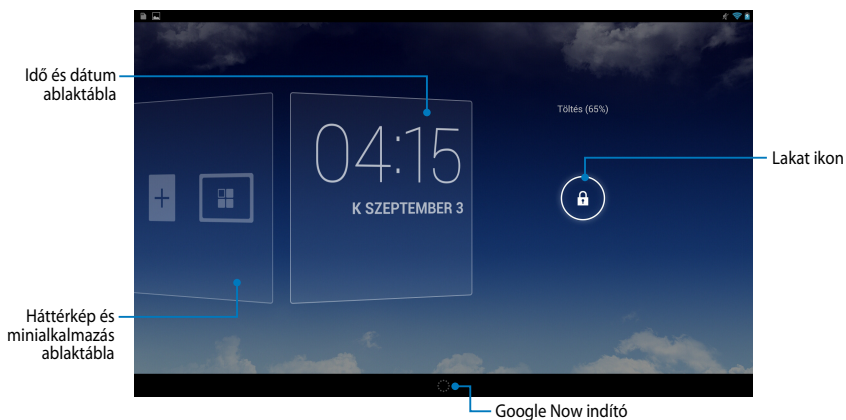 Idő és dátum
ablaktábla
Töltés (65%)
04:15
K SZEPTEMBER 3
Lakat ikon
Háttérkép és
minialkalmazás
ablaktábla
Google Now indító